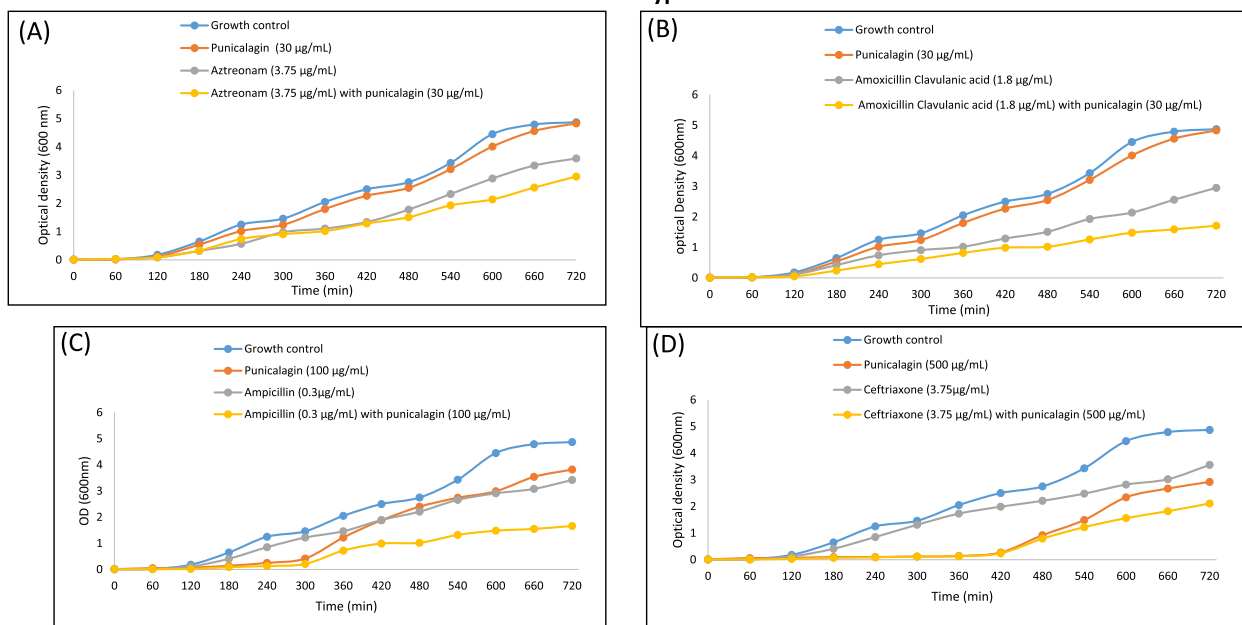 (A)
Growth control
Punicalagin (30 µg/mL)
Aztreonam (3.75 µg/mL)
Aztreonam (3.75 µg/mL) with punicalagin (30 µg/mL)
Optical density (600 nm)
6
5
4
3
2
1
0
0 60 120 180 240 300 360 420 480 540 600 660 720
Time (min)
(B)
Growth control
Punicalagin (30 µg/mL)
Amoxicillin Clavulanic acid (1.8 µg/mL)
Amoxicillin Clavulanic acid (1.8 µg/mL) with punicalagin (30 µg/mL)
optical Density (600nm)
6
5
4
3
2
1
0
0 60 120 180 240 300 360 420 480 540 600 660 720
Time (min)
(C)
Growth control
Punicalagin (100 µg/mL)
Ampicillin (0.3µg/mL)
Ampicillin (0.3 µg/mL) with punicalagin (100 µg/mL)
OD (600nm)
6
5
4
3
2
1
0
0 60 120 180 240 300 360 420 480 540 600 660 720
Time (min)
(D)
Growth control
Punicalagin (500 µg/mL)
Ceftriaxone (3.75µg/mL)
Ceftriaxone (3.75 µg/mL) with punicalagin (500 µg/mL)
Optical density (600nm)
6
5
4
3
2
1
0
0 60 120 180 240 300 360 420 480 540 600 660 720
Time (min)